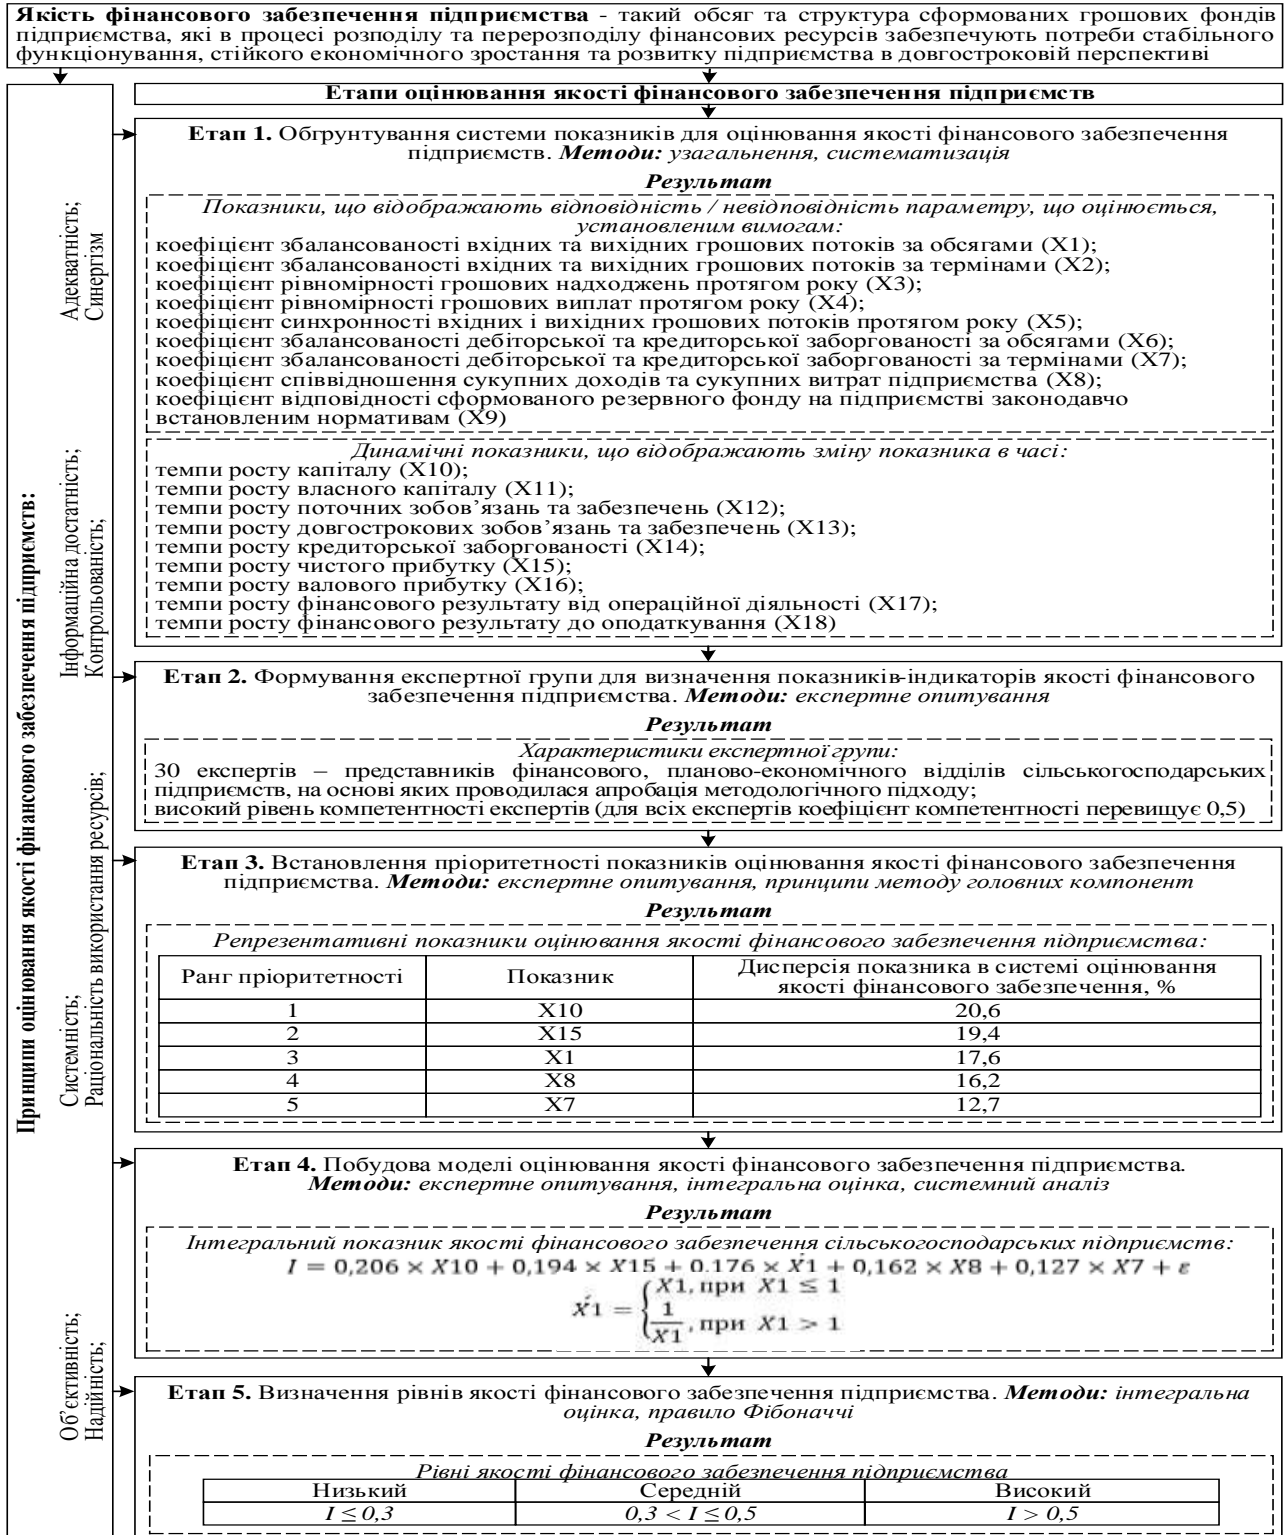 Якість фінансового забезпечення підприємства - такий обсяг та структура сформованих грошових фондів
підприємства, які в процесі розподілу та перерозподілу фінансових ресурсів забезпечують потреби стабільного
функціонування, стійкого економічного зростання та розвитку підприємства в довгостроковій перспективі
Принципи оцінювання якості фінансового забезпечення підприємств:
Адекватність;
Синергізм
Інформаційна достатність;
Контрольованість;
Системність;
Раціональність використання ресурсів;
Об'єктивність;
Надійність;
Етапи оцінювання якості фінансового забезпечення підприємств
Етап 1. Обгрунтування системи показників для оцінювання якості фінансового забезпечення
підприємств. Методи: узагальнення, систематизація
Результат
Показники, що відображають відповідність / невідповідність параметру, що оцінюється,
установленим вимогам:
коефіцієнт збалансованості вхідних та вихідних грошових потоків за обсягами (X1);
коефіцієнт збалансованості вхідних та вихідних грошових потоків за термінами (X2);
коефіцієнт рівномірності грошових надходжень протягом року (X3);
коефіцієнт рівномірності грошових виплат протягом року (X4);
коефіцієнт синхронності вхідних і вихідних грошових потоків протягом року (X5);
коефіцієнт збалансованості дебіторської та кредиторської заборгованості за обсягами (X6);
коефіцієнт збалансованості дебіторської та кредиторської заборгованості за термінами (X7);
коефіцієнт співвідношення сукупних доходів та сукупних витрат підприємства (X8);
коефіцієнт відповідності сформованого резервного фонду на підприємстві законодавчо
встановленим нормативам (X9)
Динамічні показники, що відображають зміну показника в часі:
темпи росту капіталу (X10);
темпи росту власного капіталу (X11);
темпи росту поточних зобов'язань та забезпечень (X12);
темпи росту довгострокових зобов'язань та забезпечень (X13);
темпи росту кредиторської заборгованості (X14);
темпи росту чистого прибутку (X15);
темпи росту валового прибутку (X16);
темпи росту фінансового результату від операційної діяльності (X17);
темпи росту фінансового результату до оподаткування (X18)
Етап 2. Формування експертної групи для визначення показників-індикаторів якості фінансового
забезпечення підприємства. Методи: експертне опитування
Результат
Характеристики експертної групи:
30 експертів – представників фінансового, планово-економічного відділів сільськогосподарських
підприємств, на основі яких проводилася апробація методологічного підходу;
високий рівень компетентності експертів (для всіх експертів коефіцієнт компетентності перевищує 0,5)
Етап 3. Встановлення пріоритетності показників оцінювання якості фінансового забезпечення
підприємства. Методи: експертне опитування, принципи методу головних компонент
Результат
Репрезентативні показники оцінювання якості фінансового забезпечення підприємства:
Ранг пріоритетності Показник Дисперсія показника в системі оцінювання
якості фінансового забезпечення, %
1 X10 20,6
2 X15 19,4
3 X1 17,6
4 X8 16,2
5 X7 12,7
Етап 4. Побудова моделі оцінювання якості фінансового забезпечення підприємства.
Методи: експертне опитування, інтегральна оцінка, системний аналіз
Результат
Інтегральний показник якості фінансового забезпечення сільськогосподарських підприємств:
I = 0,206 × X10 + 0,194 × X15 + 0,176 × X́1 + 0,162 × X8 + 0,127 × X7 + ε
X́1 = { X1, при X1 ≤ 1
1/X1, при X1 > 1
Етап 5. Визначення рівнів якості фінансового забезпечення підприємства. Методи: інтегральна
оцінка, правило Фібоначчі
Результат
Рівні якості фінансового забезпечення підприємства
Низький Середній Високий
I ≤ 0,3 0,3 < I ≤ 0,5 I > 0,5